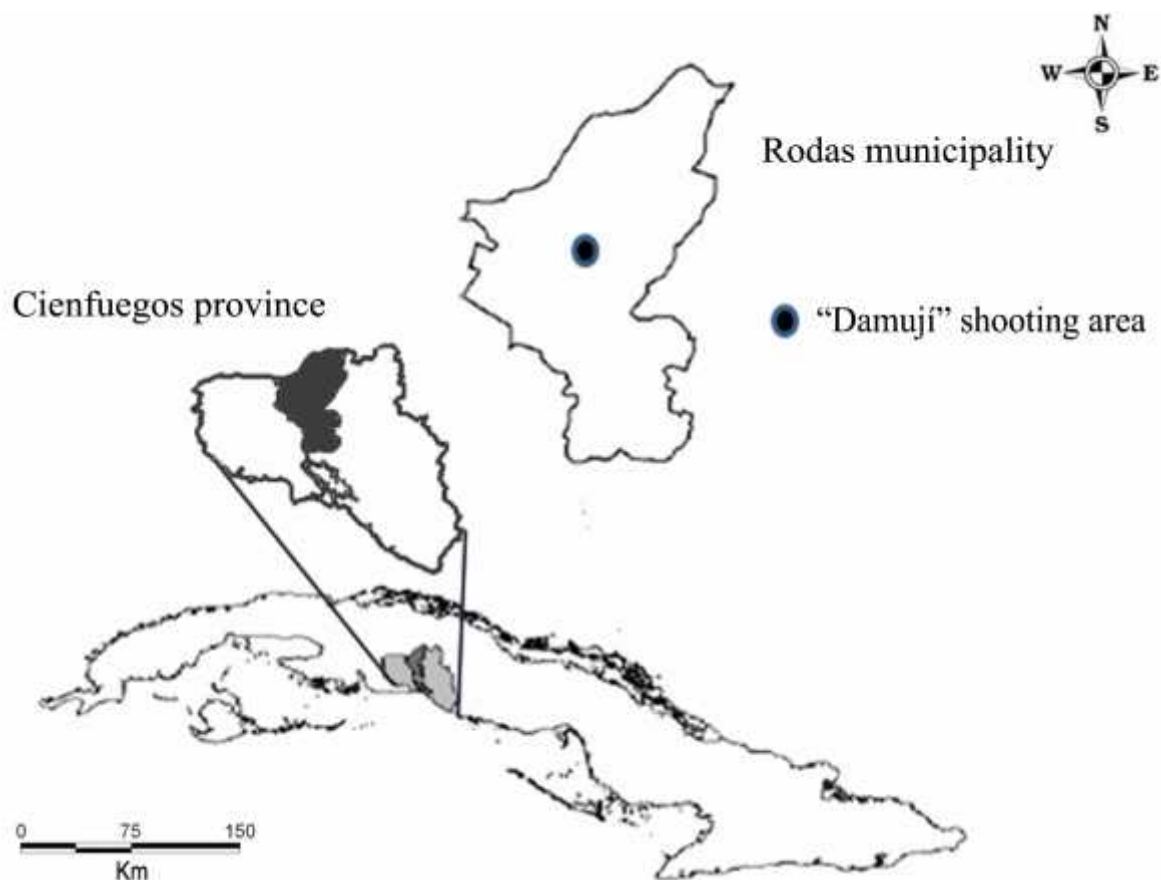 N
W E
S
Rodas municipality
Cienfuegos province
“Damují” shooting area
0 75 150
Km